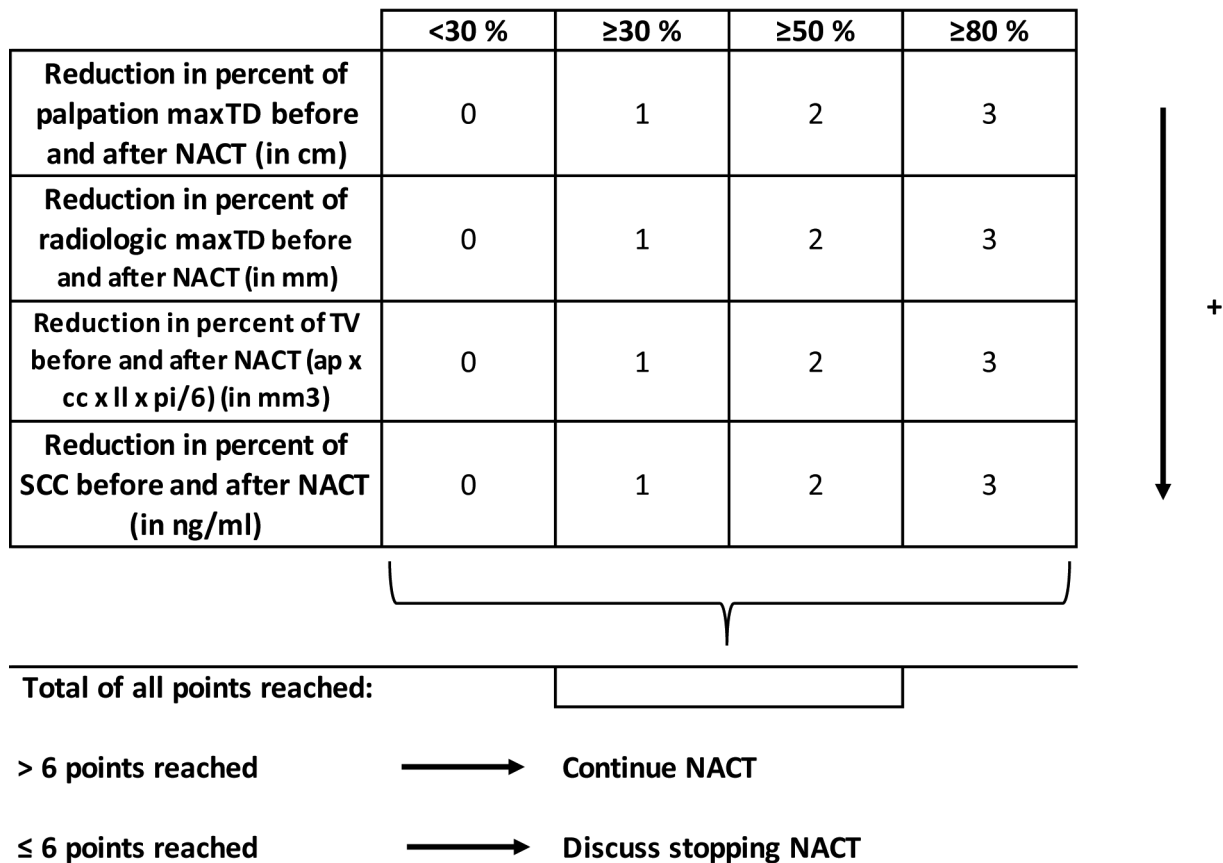 <30 % ≥30 % ≥50 % ≥80 %
Reduction in percent of
palpation maxTD before
and after NACT (in cm)
0 1 2 3
Reduction in percent of
radiologic maxTD before
and after NACT (in mm)
0 1 2 3
Reduction in percent of TV
before and after NACT (ap x
cc x ll x pi/6) (in mm3)
0 1 2 3
Reduction in percent of
SCC before and after NACT
(in ng/ml)
0 1 2 3
+
Total of all points reached:
> 6 points reached Continue NACT
≤ 6 points reached Discuss stopping NACT